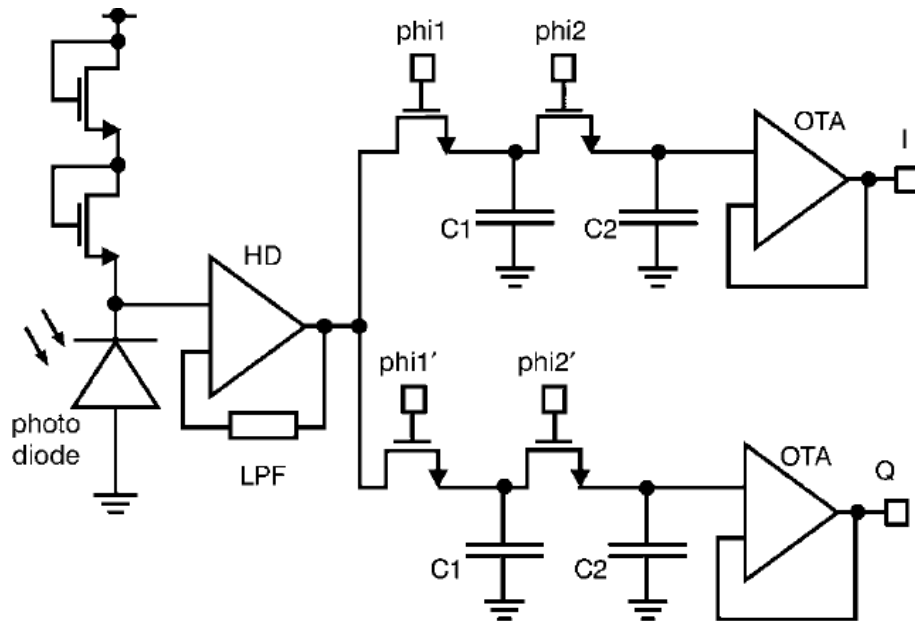 phi1
phi2
OTA
I
C1
C2
HD
phi1′
phi2′
photo
diode
LPF
OTA
Q
C1
C2